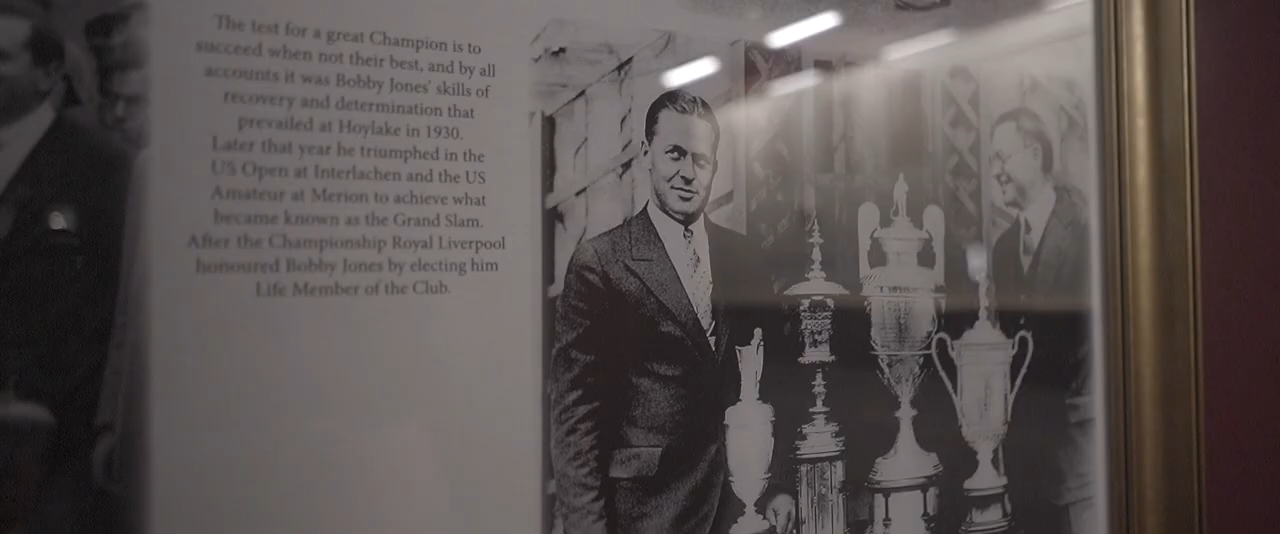 The test for a great Champion is to
succeed when not their best, and by all
accounts it was Bobby Jones' skills of
recovery and determination that
prevailed at Hoylake in 1930.
Later that year he triumphed in the
US Open at Interlachen and the US
Amateur at Merion to achieve what
became known as the Grand Slam.
After the Championship Royal Liverpool
honoured Bobby Jones by electing him
Life Member of the Club.